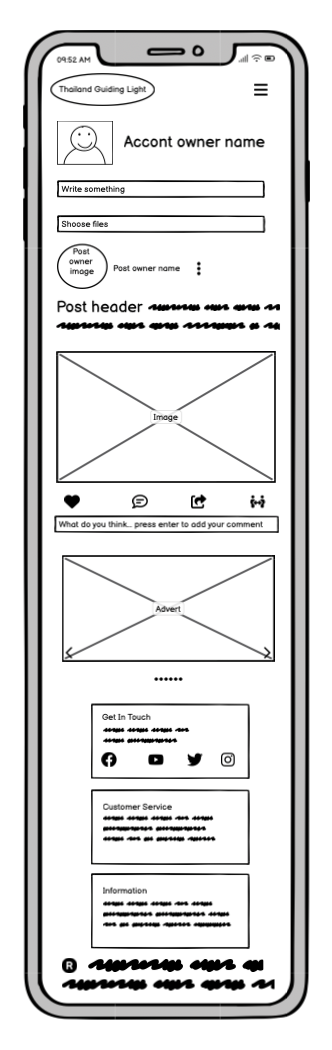 09:52 AM
Thailand Guiding Light
Accont owner name
Write something
Shoose files
Post
owner
image
Post owner name
Post header
Image
What do you think.. press enter to add your comment
Advert
Get In Touch
Customer Service
Information
R